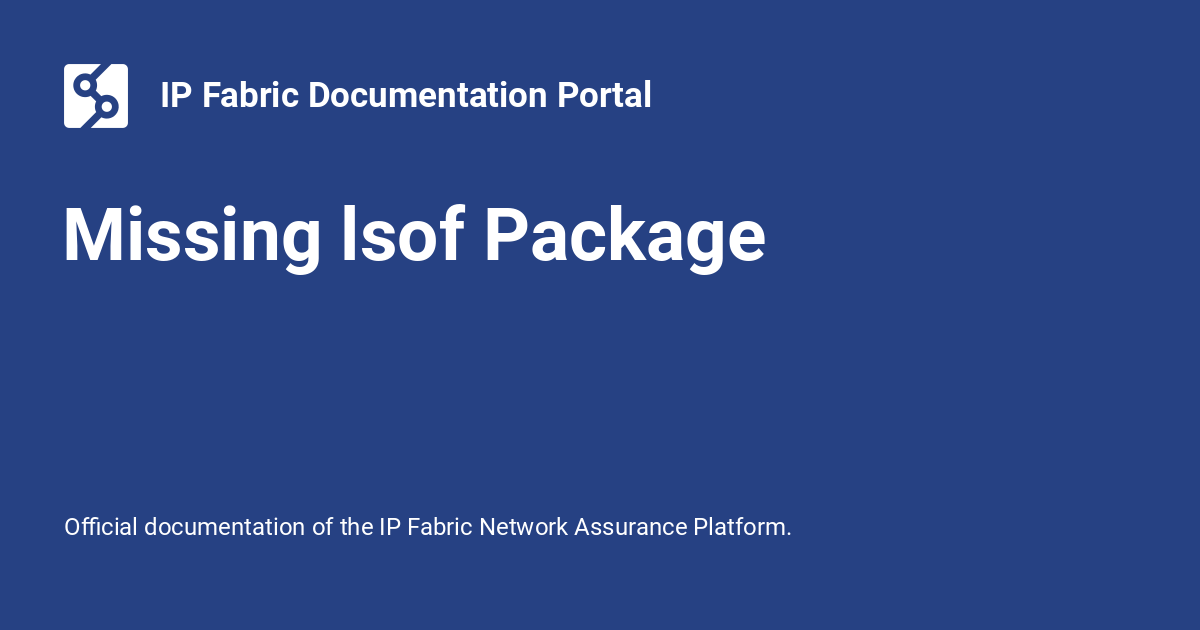 IP Fabric Documentation Portal
Missing lsof Package
Official documentation of the IP Fabric Network Assurance Platform.